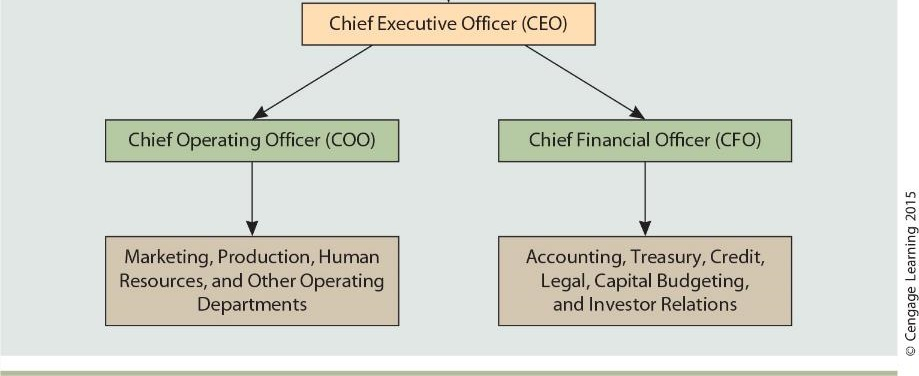 Chief Executive Officer (CEO)
Chief Operating Officer (COO)
Chief Financial Officer (CFO)
Marketing, Production, Human
Resources, and Other Operating
Departments
Accounting, Treasury, Credit,
Legal, Capital Budgeting,
and Investor Relations
© Cengage Learning 2015